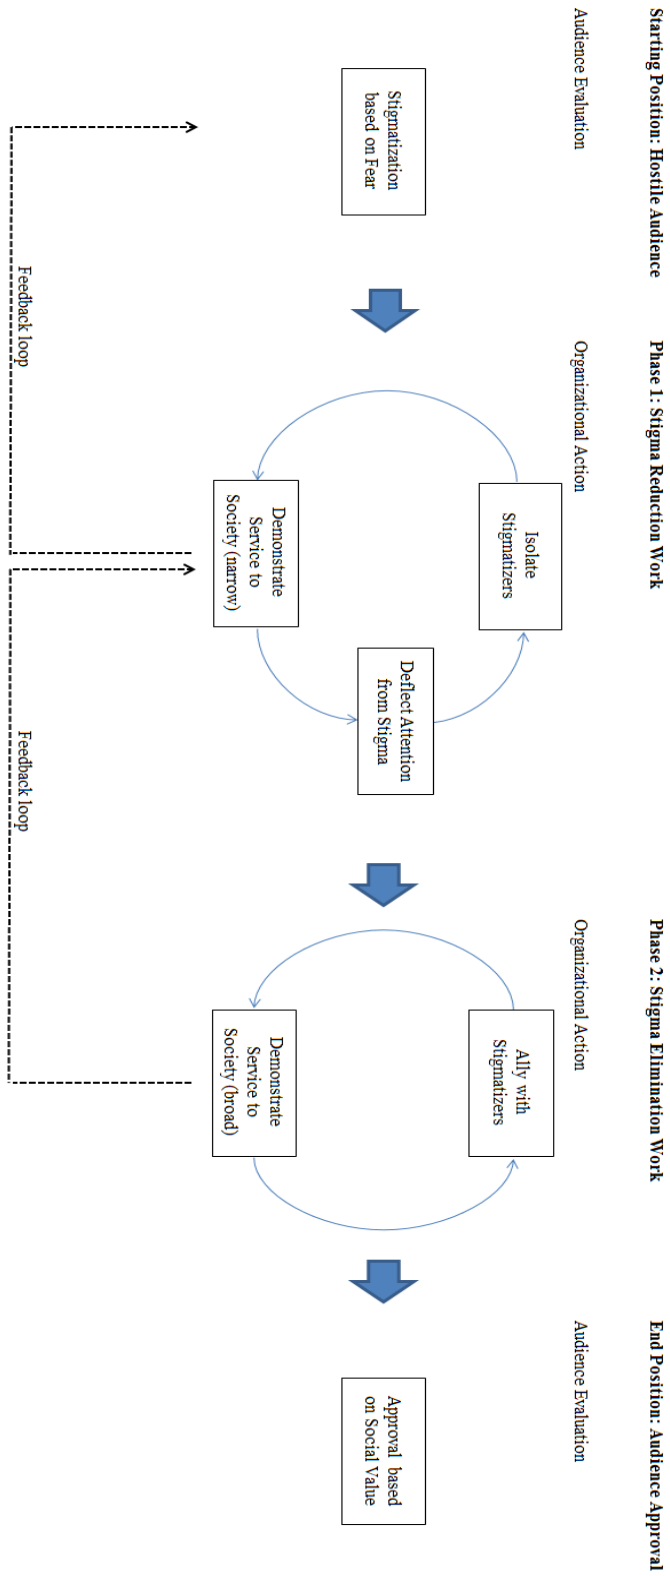 Starting Position: Hostile Audience
Audience Evaluation
Stigmatization
based on Fear
Phase 1: Stigma Reduction Work
Organizational Action
Isolate
Stigmatizers
Deflect Attention
from Stigma
Demonstrate
Service to
Society (narrow)
Phase 2: Stigma Elimination Work
Organizational Action
Ally with
Stigmatizers
Demonstrate
Service to
Society (broad)
End Position: Audience Approval
Audience Evaluation
Approval based
on Social Value
Feedback loop
Feedback loop